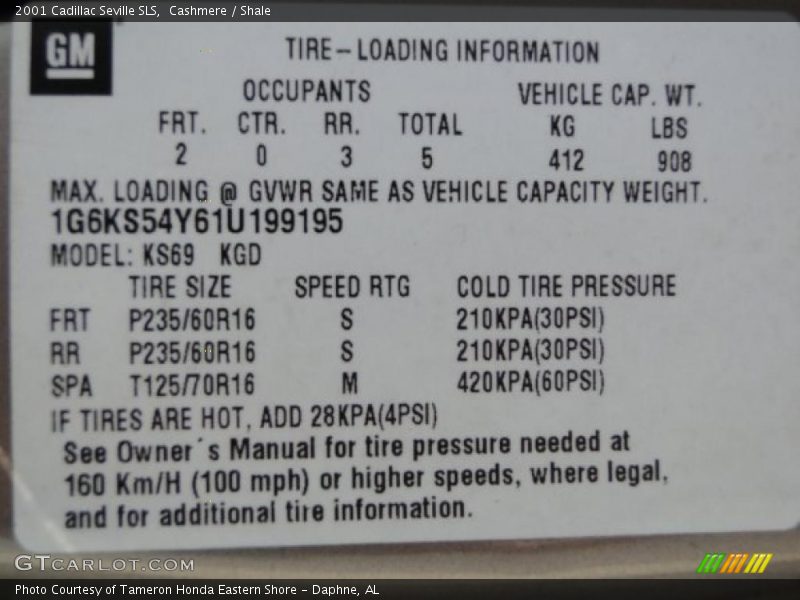 2001 Cadillac Seville SLS,  Cashmere / Shale
GM
TIRE-LOADING INFORMATION
OCCUPANTS VEHICLE CAP. WT.
FRT. CTR. RR. TOTAL KG LBS
2 0 3 5 412 908
MAX. LOADING @ GVWR SAME AS VEHICLE CAPACITY WEIGHT.
1G6KS54Y61U199195
MODEL: KS69 KGD
TIRE SIZE SPEED RTG COLD TIRE PRESSURE
FRT P235/60R16 S 210KPA(30PSI)
RR P235/60R16 S 210KPA(30PSI)
SPA T125/70R16 M 420KPA(60PSI)
IF TIRES ARE HOT, ADD 28KPA(4PSI)
See Owner´s Manual for tire pressure needed at
160 Km/H (100 mph) or higher speeds, where legal,
and for additional tire information.
GTCARLOT.COM
Photo Courtesy of Tameron Honda Eastern Shore - Daphne, AL